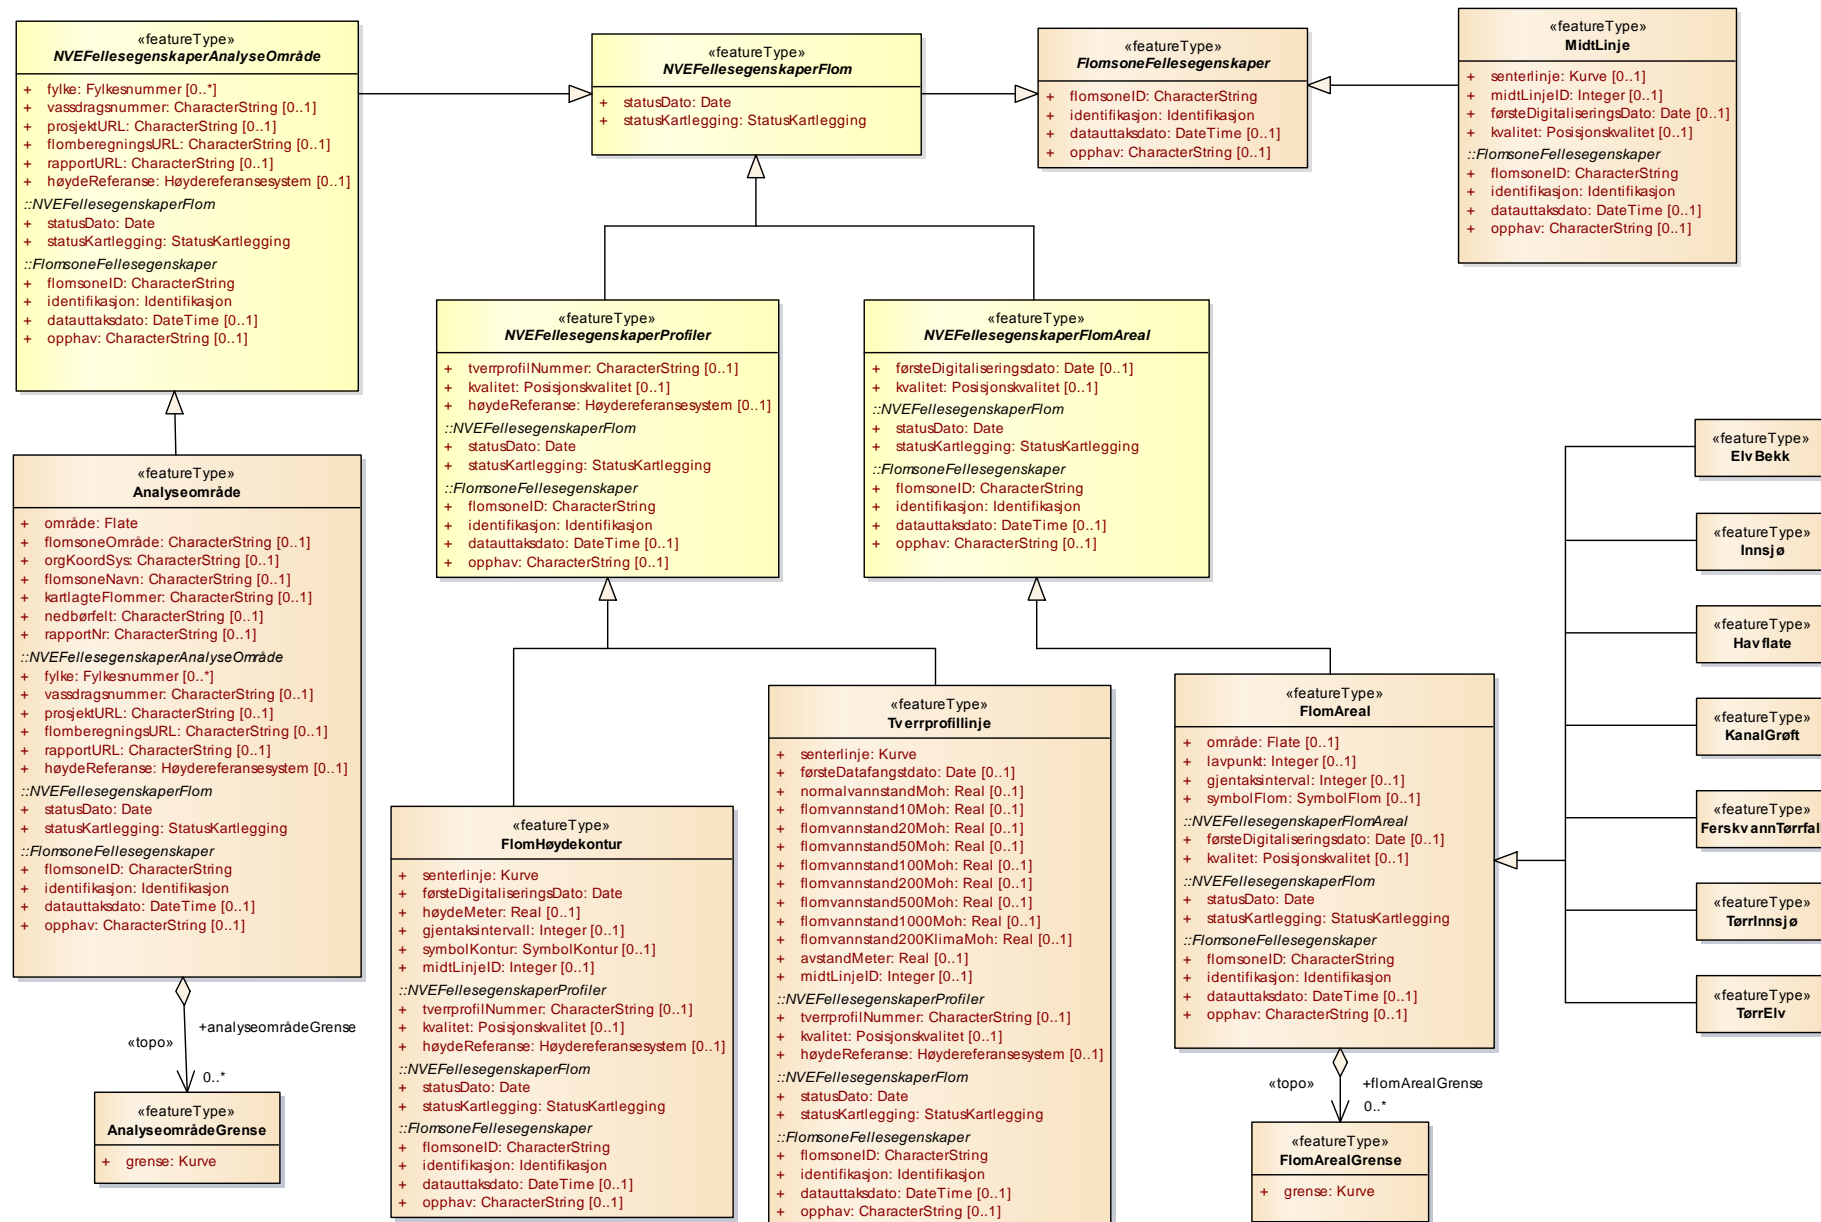 «featureType»
NVEFellesegenskaperAnalyseOmråde
+ fylke: Fylkesnummer [0..*]
+ vassdragsnummer: CharacterString [0..1]
+ prosjektURL: CharacterString [0..1]
+ flomberegningsURL: CharacterString [0..1]
+ rapportURL: CharacterString [0..1]
+ høydeReferanse: Høydereferansesystem [0..1]
::NVEFellesegenskaperFlom
+ statusDato: Date
+ statusKartlegging: StatusKartlegging
::FlomsoneFellesegenskaper
+ flomsoneID: CharacterString
+ identifikasjon: Identifikasjon
+ datauttaksdato: DateTime [0..1]
+ opphav: CharacterString [0..1]
«featureType»
NVEFellesegenskaperFlom
+ statusDato: Date
+ statusKartlegging: StatusKartlegging
«featureType»
FlomsoneFellesegenskaper
+ flomsoneID: CharacterString
+ identifikasjon: Identifikasjon
+ datauttaksdato: DateTime [0..1]
+ opphav: CharacterString [0..1]
«featureType»
MidtLinje
+ senterlinje: Kurve [0..1]
+ midtLinjeID: Integer [0..1]
+ førsteDigitaliseringsDato: Date [0..1]
+ kvalitet: Posisjonskvalitet [0..1]
::FlomsoneFellesegenskaper
+ flomsoneID: CharacterString
+ identifikasjon: Identifikasjon
+ datauttaksdato: DateTime [0..1]
+ opphav: CharacterString [0..1]
«featureType»
NVEFellesegenskaperProfiler
+ tverrprofilNummer: CharacterString [0..1]
+ kvalitet: Posisjonskvalitet [0..1]
+ høydeReferanse: Høydereferansesystem [0..1]
::NVEFellesegenskaperFlom
+ statusDato: Date
+ statusKartlegging: StatusKartlegging
::FlomsoneFellesegenskaper
+ flomsoneID: CharacterString
+ identifikasjon: Identifikasjon
+ datauttaksdato: DateTime [0..1]
+ opphav: CharacterString [0..1]
«featureType»
NVEFellesegenskaperFlomAreal
+ førsteDigitaliseringsdato: Date [0..1]
+ kvalitet: Posisjonskvalitet [0..1]
::NVEFellesegenskaperFlom
+ statusDato: Date
+ statusKartlegging: StatusKartlegging
::FlomsoneFellesegenskaper
+ flomsoneID: CharacterString
+ identifikasjon: Identifikasjon
+ datauttaksdato: DateTime [0..1]
+ opphav: CharacterString [0..1]
«featureType»
Analyseområde
+ område: Flate
+ flomsoneOmråde: CharacterString [0..1]
+ orgKoordSys: CharacterString [0..1]
+ flomsoneNavn: CharacterString [0..1]
+ kartlagteFlommer: CharacterString [0..1]
+ nedbørfelt: CharacterString [0..1]
+ rapportNr: CharacterString [0..1]
::NVEFellesegenskaperAnalyseOmråde
+ fylke: Fylkesnummer [0..*]
+ vassdragsnummer: CharacterString [0..1]
+ prosjektURL: CharacterString [0..1]
+ flomberegningsURL: CharacterString [0..1]
+ rapportURL: CharacterString [0..1]
+ høydeReferanse: Høydereferansesystem [0..1]
::NVEFellesegenskaperFlom
+ statusDato: Date
+ statusKartlegging: StatusKartlegging
::FlomsoneFellesegenskaper
+ flomsoneID: CharacterString
+ identifikasjon: Identifikasjon
+ datauttaksdato: DateTime [0..1]
+ opphav: CharacterString [0..1]
+analyseområdeGrense
«topo»
0..*
«featureType»
AnalyseområdeGrense
+ grense: Kurve
«featureType»
FlomHøydekontur
+ senterlinje: Kurve
+ førsteDigitaliseringsDato: Date
+ høydeMeter: Real [0..1]
+ gjentaksintervall: Integer [0..1]
+ symbolKontur: SymbolKontur [0..1]
+ midtLinjeID: Integer [0..1]
::NVEFellesegenskaperProfiler
+ tverrprofilNummer: CharacterString [0..1]
+ kvalitet: Posisjonskvalitet [0..1]
+ høydeReferanse: Høydereferansesystem [0..1]
::NVEFellesegenskaperFlom
+ statusDato: Date
+ statusKartlegging: StatusKartlegging
::FlomsoneFellesegenskaper
+ flomsoneID: CharacterString
+ identifikasjon: Identifikasjon
+ datauttaksdato: DateTime [0..1]
+ opphav: CharacterString [0..1]
«featureType»
Tverrprofillinje
+ senterlinje: Kurve
+ førsteDatafangstdato: Date [0..1]
+ normalvannstandMoh: Real [0..1]
+ flomvannstand10Moh: Real [0..1]
+ flomvannstand20Moh: Real [0..1]
+ flomvannstand50Moh: Real [0..1]
+ flomvannstand100Moh: Real [0..1]
+ flomvannstand200Moh: Real [0..1]
+ flomvannstand500Moh: Real [0..1]
+ flomvannstand1000Moh: Real [0..1]
+ flomvannstand200KlimaMoh: Real [0..1]
+ avstandMeter: Real [0..1]
+ midtLinjeID: Integer [0..1]
::NVEFellesegenskaperProfiler
+ tverrprofilNummer: CharacterString [0..1]
+ kvalitet: Posisjonskvalitet [0..1]
+ høydeReferanse: Høydereferansesystem [0..1]
::NVEFellesegenskaperFlom
+ statusDato: Date
+ statusKartlegging: StatusKartlegging
::FlomsoneFellesegenskaper
+ flomsoneID: CharacterString
+ identifikasjon: Identifikasjon
+ datauttaksdato: DateTime [0..1]
+ opphav: CharacterString [0..1]
«featureType»
FlomAreal
+ område: Flate [0..1]
+ lavpunkt: Integer [0..1]
+ gjentaksinterval: Integer [0..1]
+ symbolFlom: SymbolFlom [0..1]
::NVEFellesegenskaperFlomAreal
+ førsteDigitaliseringsdato: Date [0..1]
+ kvalitet: Posisjonskvalitet [0..1]
::NVEFellesegenskaperFlom
+ statusDato: Date
+ statusKartlegging: StatusKartlegging
::FlomsoneFellesegenskaper
+ flomsoneID: CharacterString
+ identifikasjon: Identifikasjon
+ datauttaksdato: DateTime [0..1]
+ opphav: CharacterString [0..1]
«topo»
+flomArealGrense
0..*
«featureType»
FlomArealGrense
+ grense: Kurve
«featureType»
ElvBekk
«featureType»
Innsjø
«featureType»
Havflate
«featureType»
KanalGrøft
«featureType»
FerskvannTørrfall
«featureType»
TørrInnsjø
«featureType»
TørrElv